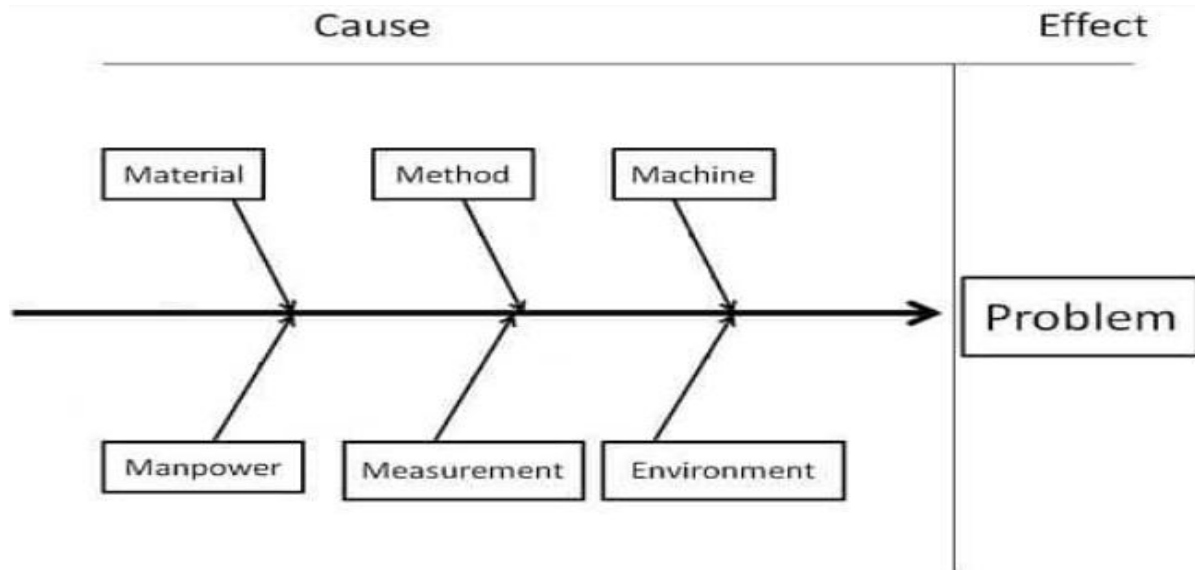 Cause
Effect
Material
Method
Machine
Problem
Manpower
Measurement
Environment